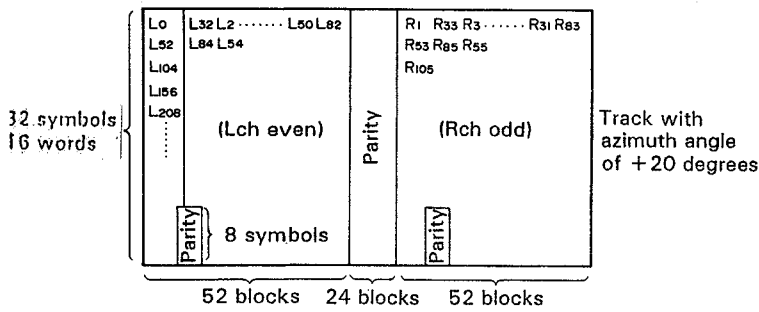 L0 L32 L2 ········ L50 L82 R1 R33 R3 ······ R31 R83
L52 L84 L54 R53 R85 R55
L104 R105
L156
L208
32 symbols
16 words
(Lch even)
Parity
(Rch odd)
Track with
azimuth angle
of +20 degrees
Parity
8 symbols
Parity
52 blocks 24 blocks 52 blocks